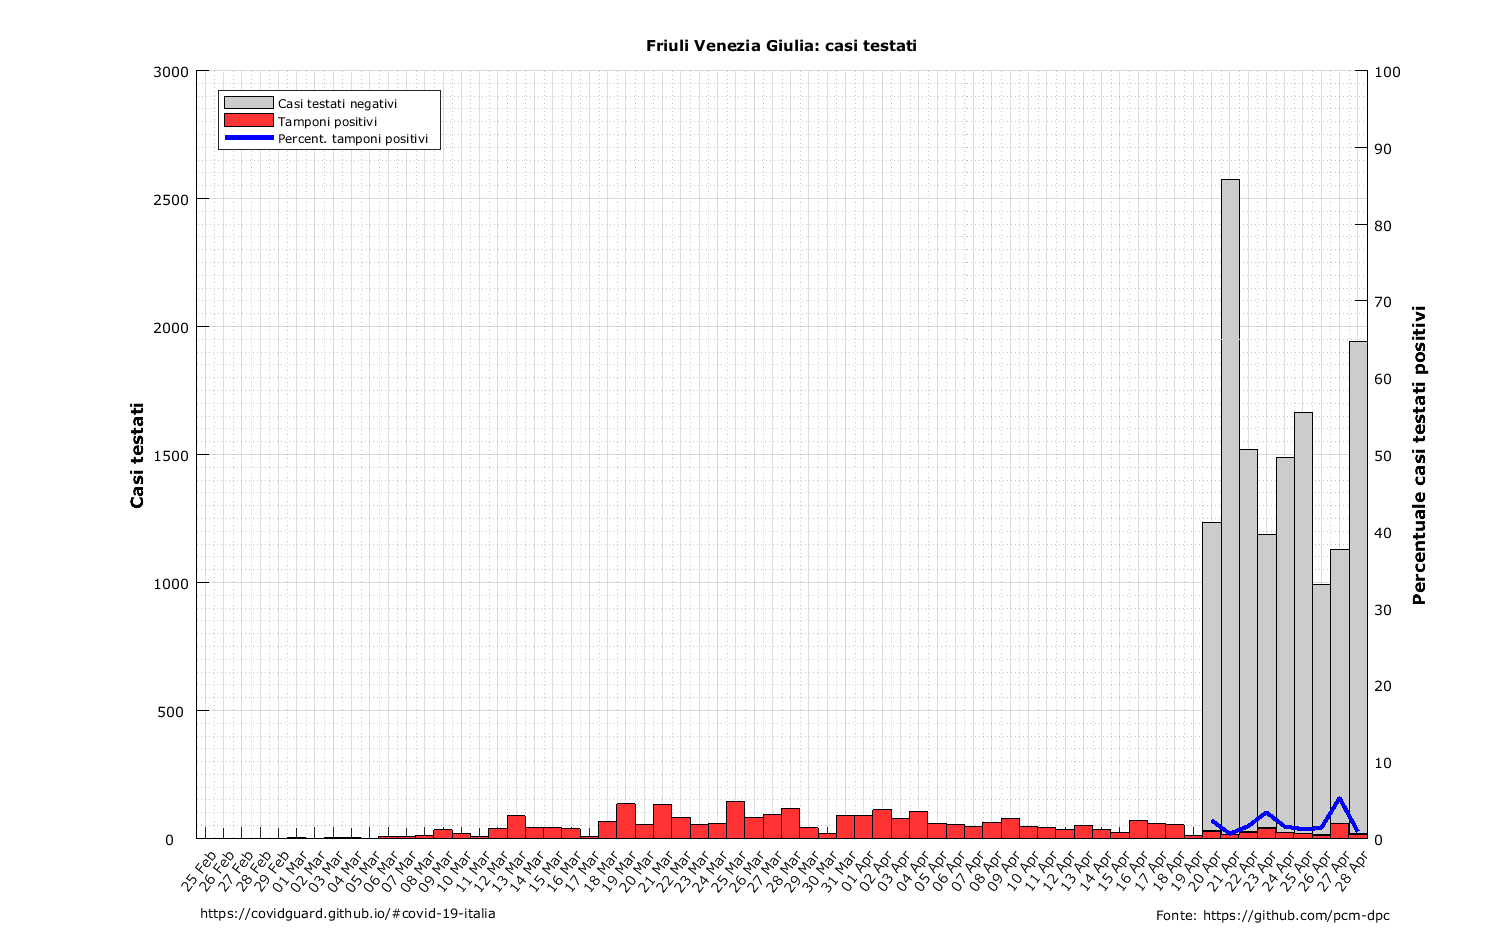 Friuli Venezia Giulia: casi testati
Casi testati negativi
Tamponi positivi
Percent. tamponi positivi
Casi testati
3000
2500
2000
1500
1000
500
0
100
90
80
70
60
50
40
30
20
10
0
Percentuale casi testati positivi
25 Feb
26 Feb
27 Feb
28 Feb
29 Feb
01 Mar
02 Mar
03 Mar
04 Mar
05 Mar
06 Mar
07 Mar
08 Mar
09 Mar
10 Mar
11 Mar
12 Mar
13 Mar
14 Mar
15 Mar
16 Mar
17 Mar
18 Mar
19 Mar
20 Mar
21 Mar
22 Mar
23 Mar
24 Mar
25 Mar
26 Mar
27 Mar
28 Mar
29 Mar
30 Mar
31 Mar
01 Apr
02 Apr
03 Apr
04 Apr
05 Apr
06 Apr
07 Apr
08 Apr
09 Apr
10 Apr
11 Apr
12 Apr
13 Apr
14 Apr
15 Apr
16 Apr
17 Apr
18 Apr
19 Apr
20 Apr
21 Apr
22 Apr
23 Apr
24 Apr
25 Apr
26 Apr
27 Apr
28 Apr
https://covidguard.github.io/#covid-19-italia
Fonte: https://github.com/pcm-dpc